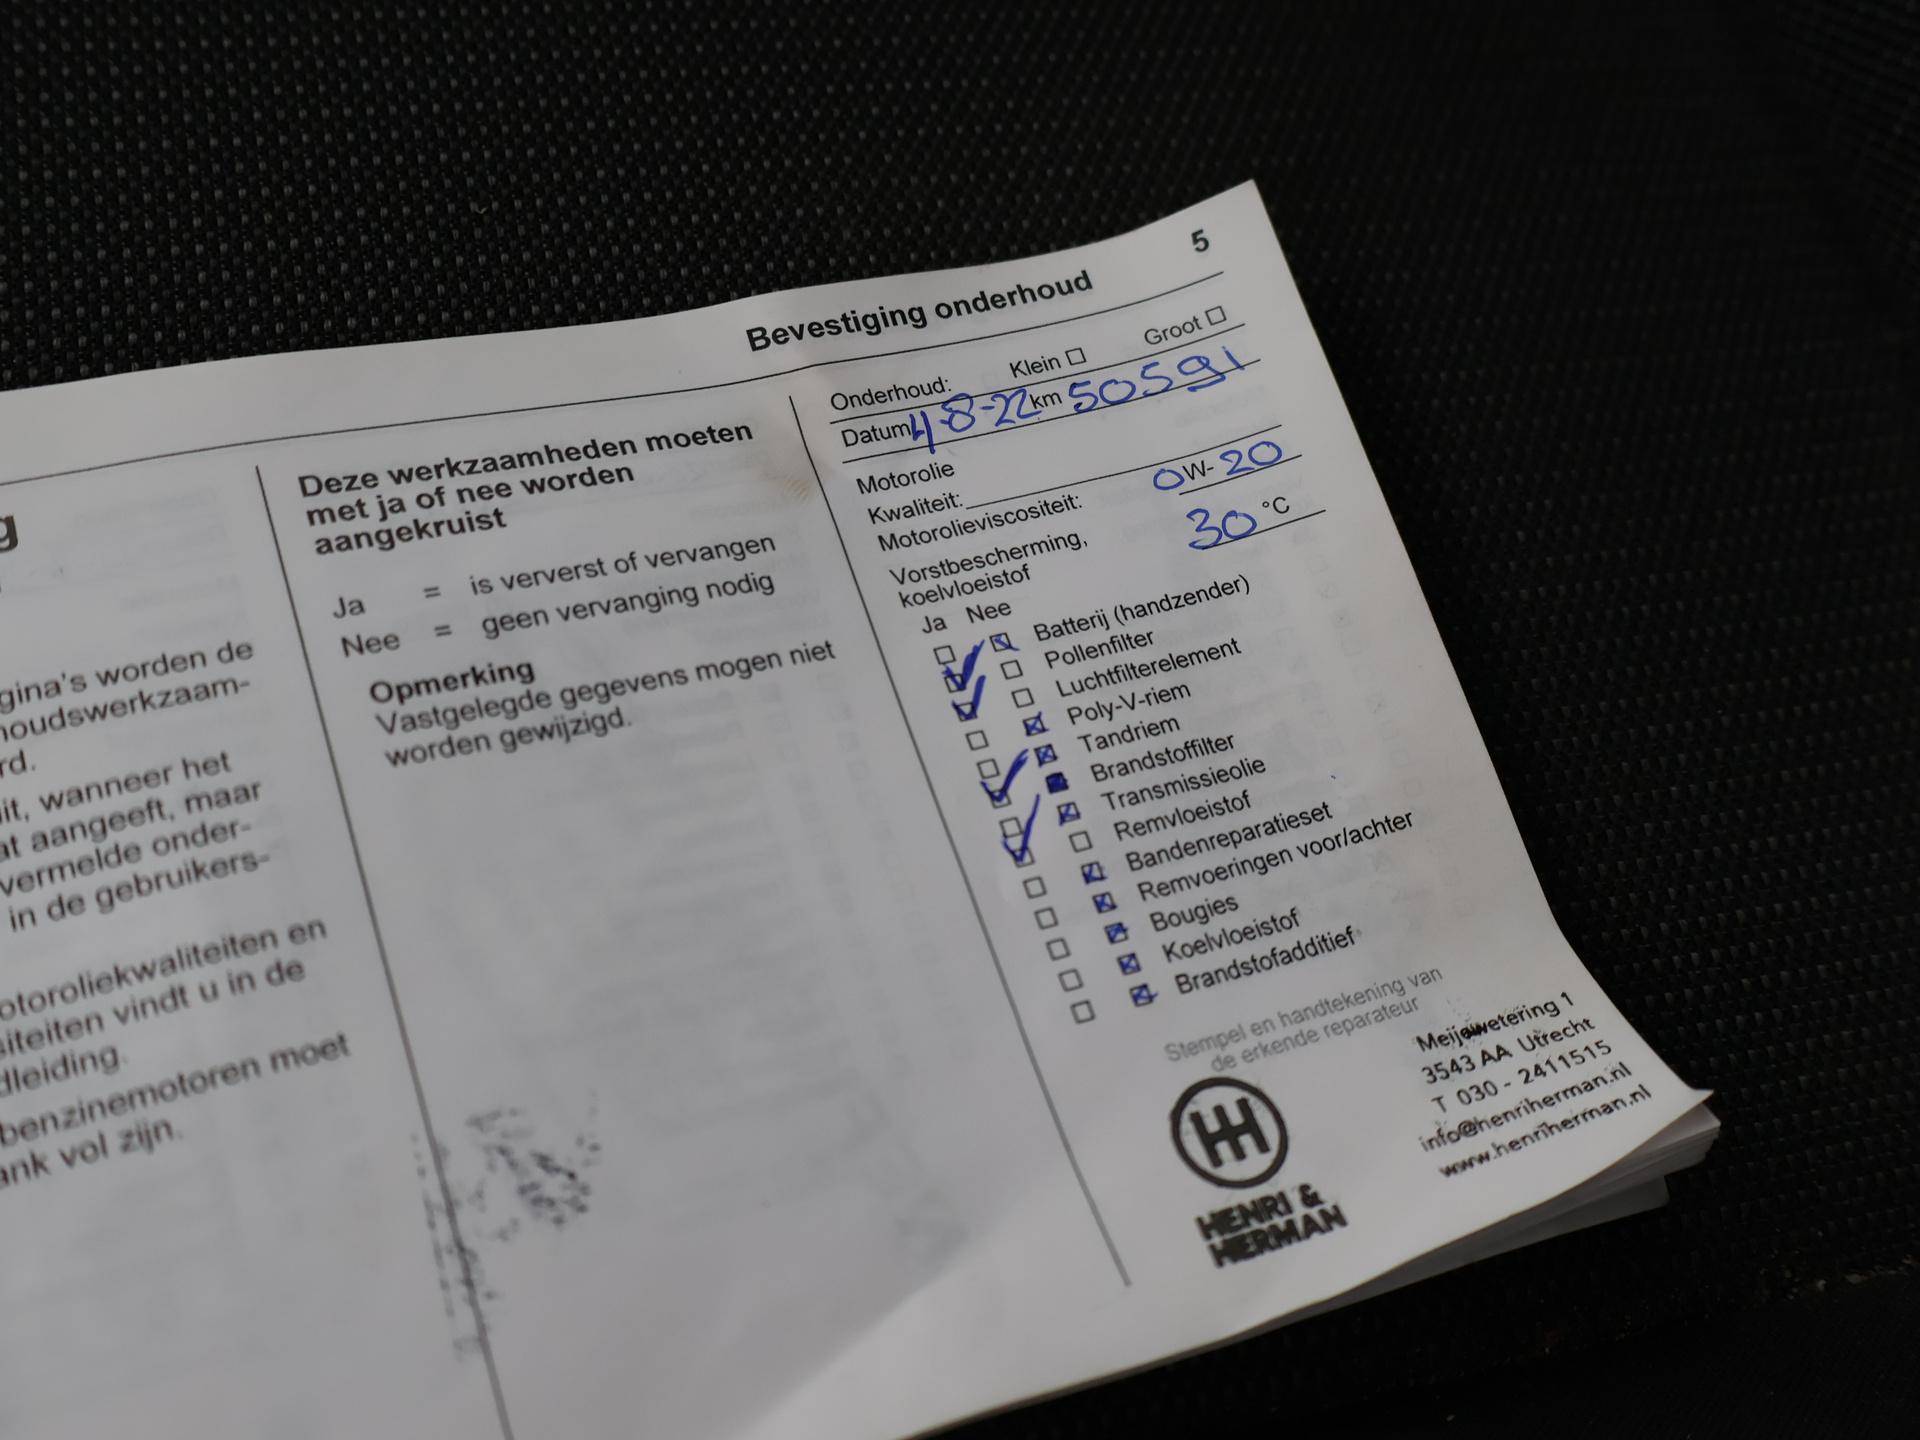 5
Bevestiging onderhoud
g
gina's worden de
houdswerkzaam-
rd.
it, wanneer het
at aangeeft, maar
vermelde onder-
in de gebruikers-
otoroliekwaliteiten en
siteiten vindt u in de
dleiding.
benzinemotoren moet
ank vol zijn.
Deze werkzaamheden moeten
met ja of nee worden
aangekruist
Ja = is ververst of vervangen
Nee = geen vervanging nodig
Opmerking
Vastgelegde gegevens mogen niet
worden gewijzigd.
Onderhoud: Klein ☐ Groot ☐
Datum 4-8-22 km 50591
Motorolie
Kwaliteit:
Motorolieviscositeit: 0W-20
Vorstbescherming,
koelvloeistof 30 °C
Ja Nee
Batterij (handzender)
Pollenfilter
Luchtfilterelement
Poly-V-riem
Tandriem
Brandstoffilter
Transmissieolie
Remvloeistof
Bandenreparatieset
Remvoeringen voor/achter
Bougies
Koelvloeistof
Brandstofadditief
Stempel en handtekening van
de erkende reparateur
HENRI &
HERMAN
Meijewetering 1
3543 AA Utrecht
T 030 - 2411515
info@henriherman.nl
www.henriherman.nl